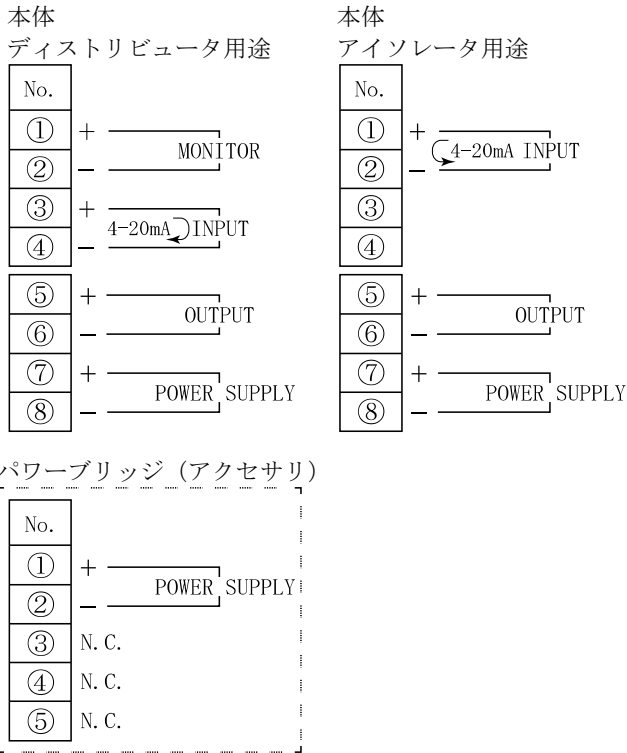 本体
ディストリビュータ用途
No.
① +
MONITOR
② −
③ +
4-20mA INPUT
④ −
⑤ +
OUTPUT
⑥ −
⑦ +
POWER SUPPLY
⑧ −
本体
アイソレータ用途
No.
① +
4-20mA INPUT
② −
③
④
⑤ +
OUTPUT
⑥ −
⑦ +
POWER SUPPLY
⑧ −
パワーブリッジ（アクセサリ）
No.
① +
POWER SUPPLY
② −
③ N.C.
④ N.C.
⑤ N.C.